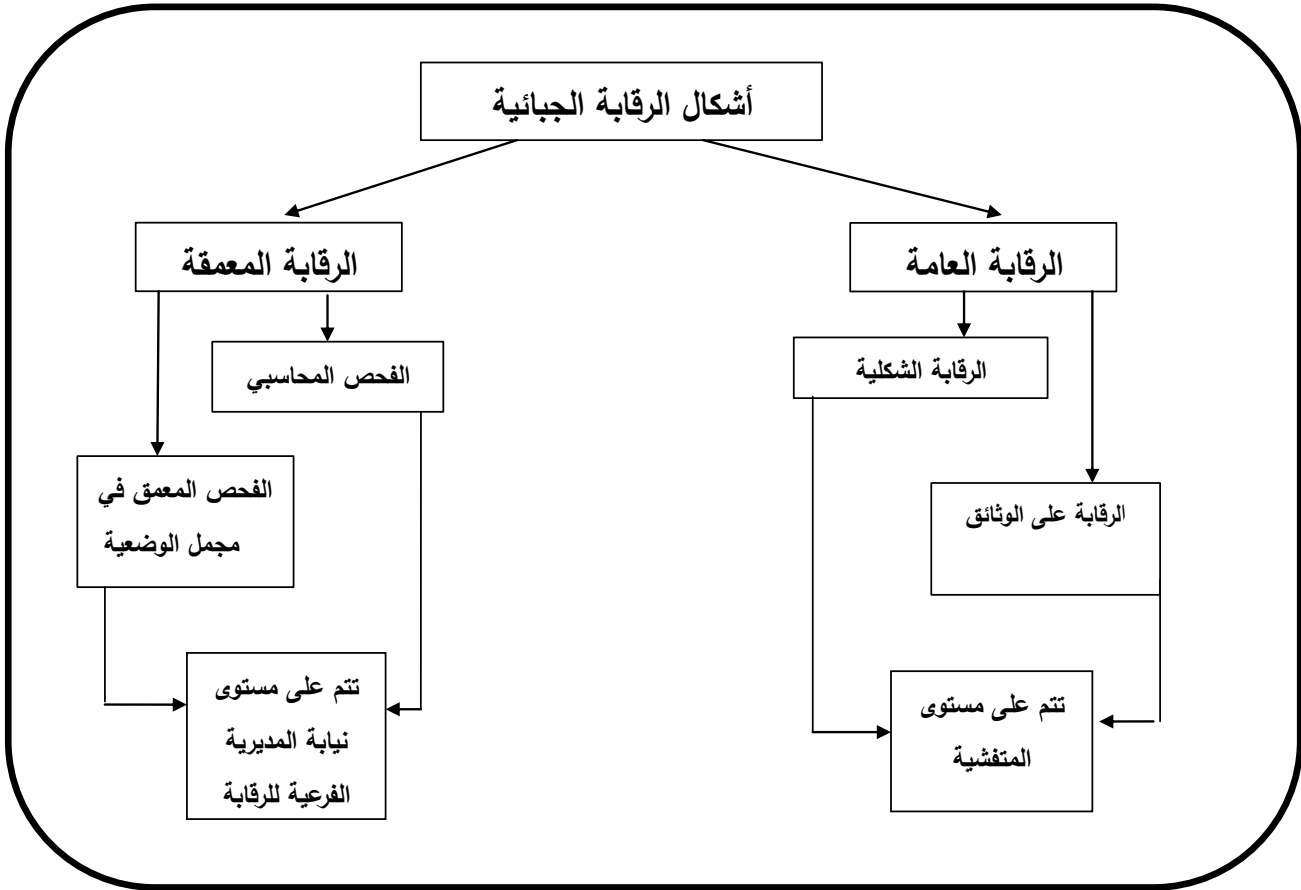 أشكال الرقابة الجبائية
الرقابة العامة
الرقابة المعمقة
الرقابة الشكلية
الفحص المحاسبي
الرقابة على الوثائق
الفحص المعمق في
مجمل الوضعية
تتم على مستوى
المتفشية
تتم على مستوى
نيابة المديرية
الفرعية للرقابة